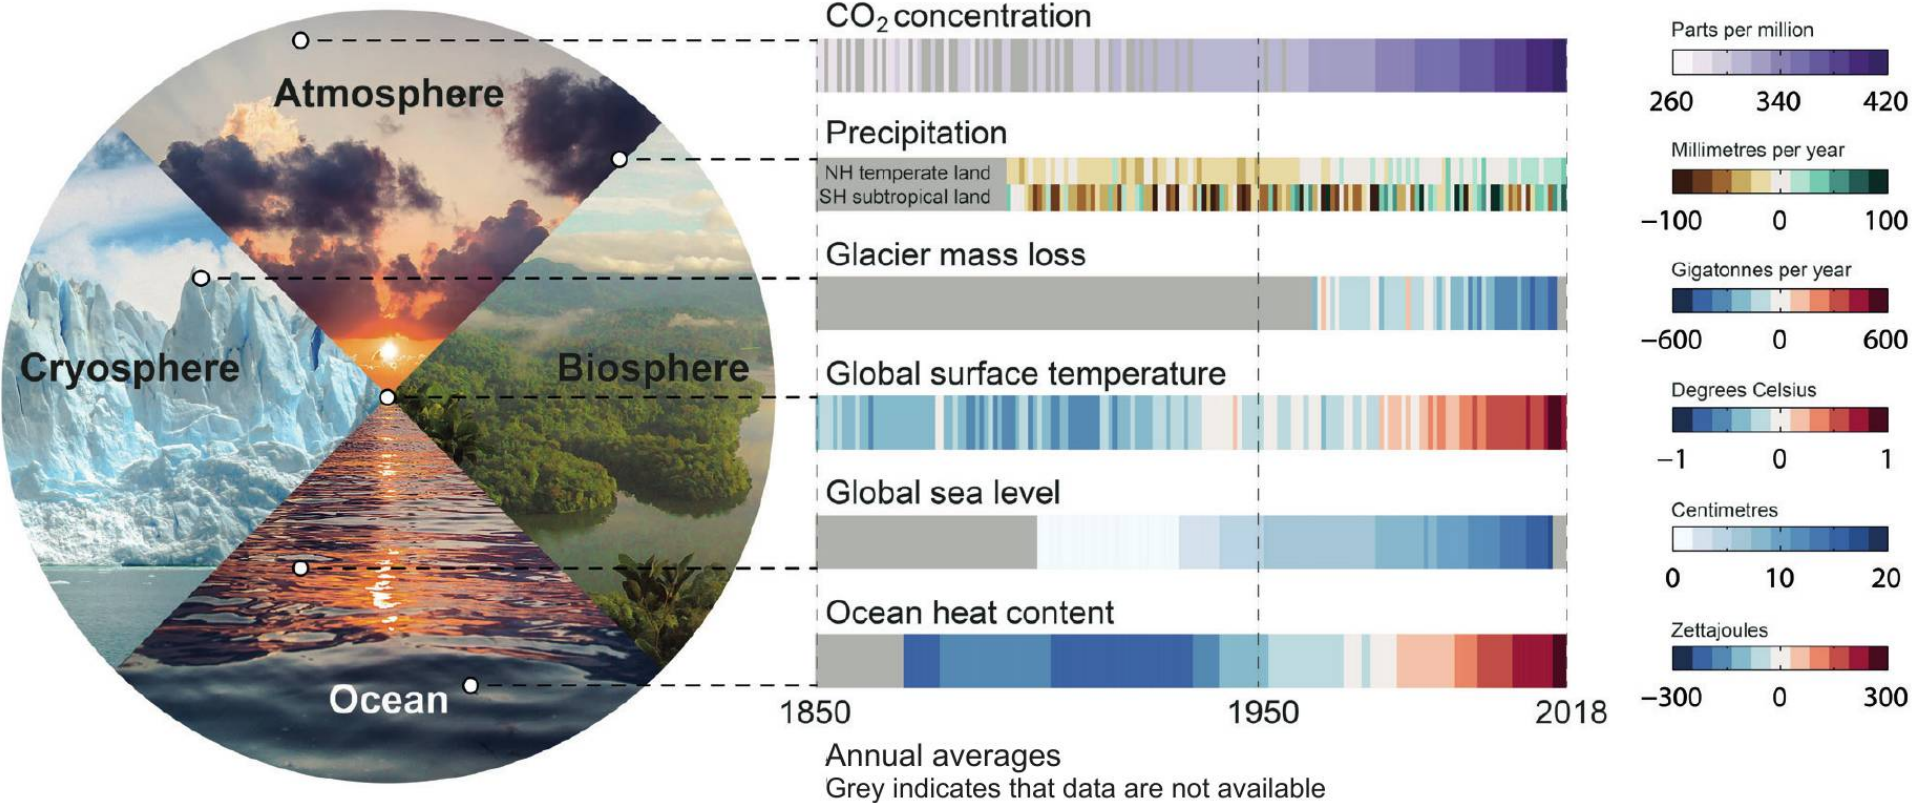 Atmosphere
Cryosphere
Biosphere
Ocean
CO₂ concentration
Precipitation
NH temperate land
SH subtropical land
Glacier mass loss
Global surface temperature
Global sea level
Ocean heat content
1850 1950 2018
Annual averages
Grey indicates that data are not available
Parts per million
260 340 420
Millimetres per year
−100 0 100
Gigatonnes per year
−600 0 600
Degrees Celsius
−1 0 1
Centimetres
0 10 20
Zettajoules
−300 0 300